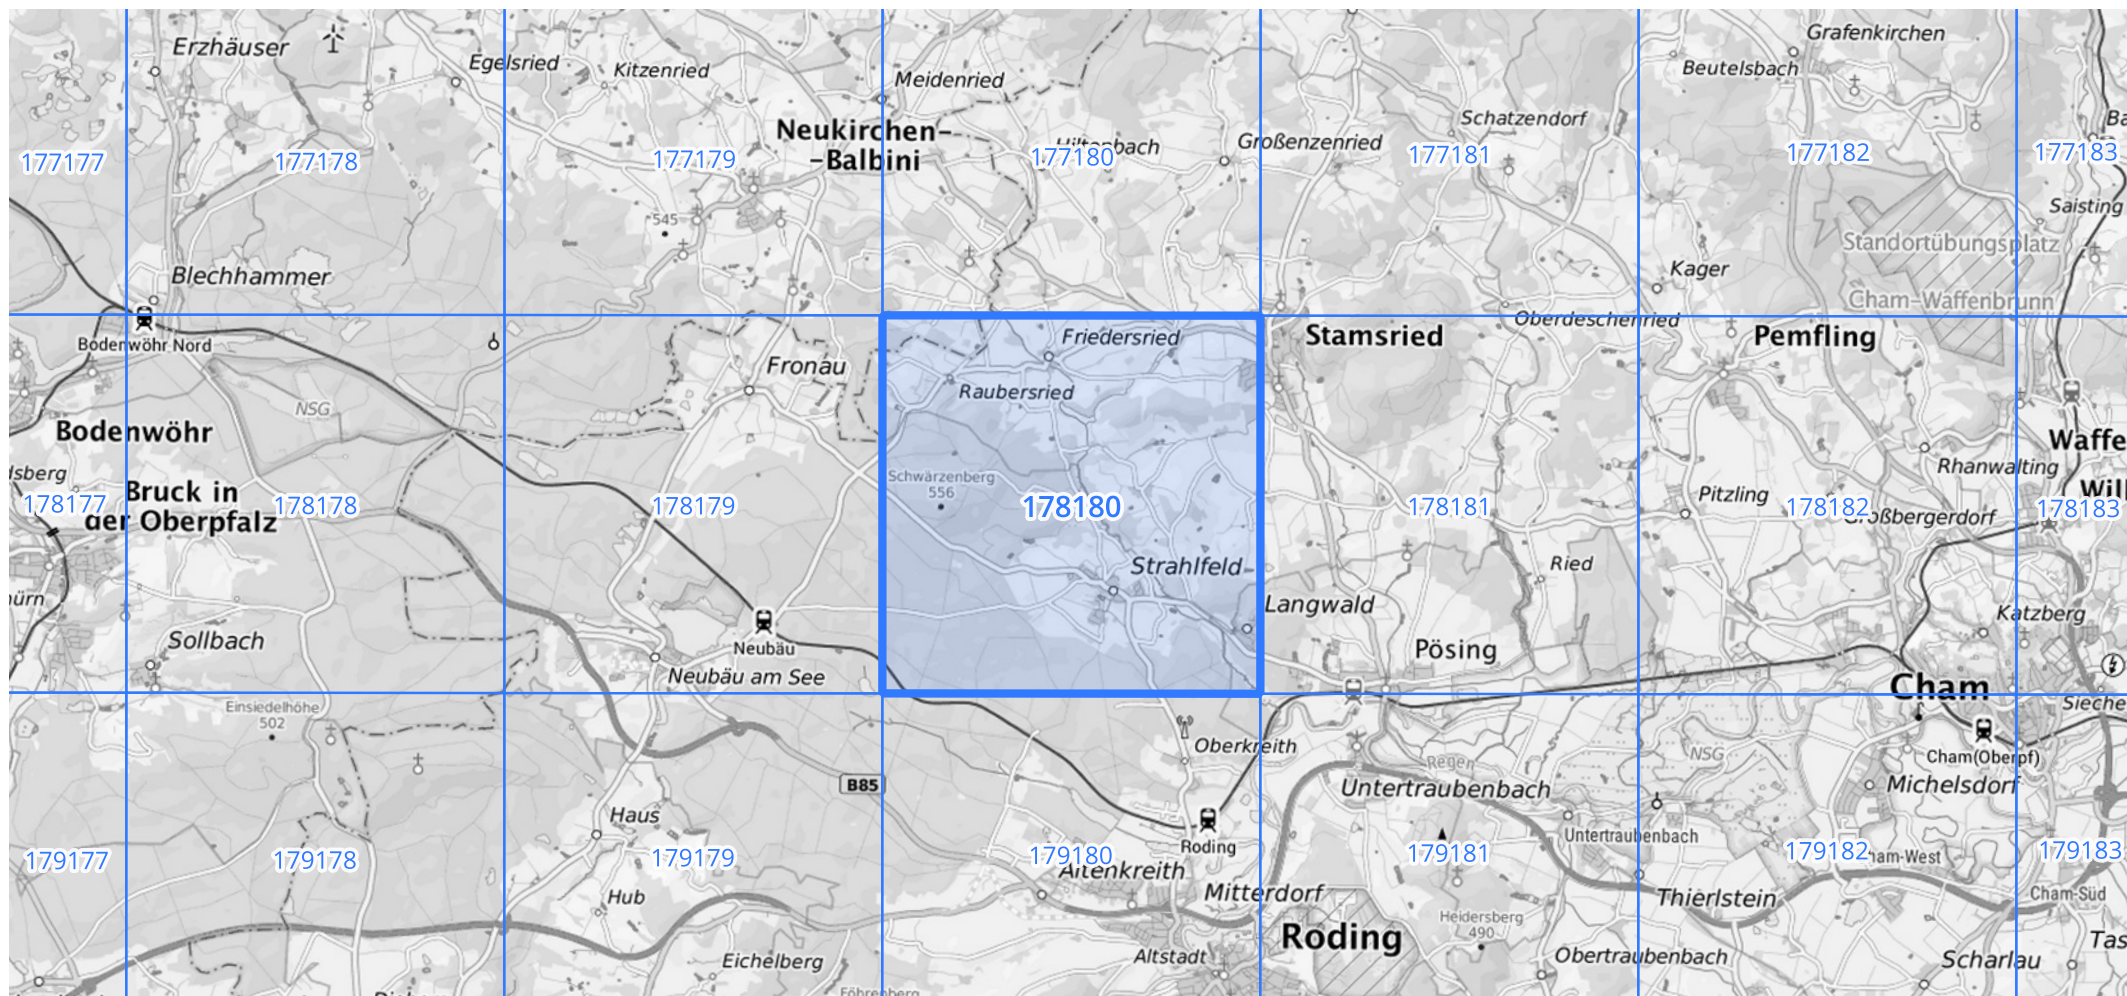 Erzhäuser
Egelsried
Kitzenried
Meidenried
Grafenkirchen
Beutelsbach
Schatzendorf
Neukirchen-
-Balbini
Hiltenbach
Großenzenried
177177
177178
177179
177180
177181
177182
177183
545
Saisting
Standortübungsplatz
Cham-Waffenbrunn
Kager
Blechhammer
Bodenwöhr Nord
Fronau
Friedersried
Raubersried
Stamsried
Oberdeschenried
Pemfling
NSG
Bodenwöhr
Bruck in
der Oberpfalz
Schwärzenberg
556
Rhanwalting
Pitzling
Großbergerdorf
178177
178178
178179
178180
178181
178182
178183
Strahlfeld
Ried
Langwald
Katzberg
Sollbach
Neubäu
Neubäu am See
Pösing
Cham
Einsiedelhöhe
502
Oberkreith
Regen
NSG
Cham(Oberpf)
Untertraubenbach
Michelsdorf
B85
Haus
Roding
Untertraubenbach
179177
179178
179179
179180
179181
179182
179183
Altenkreith
Cham-Süd
Hub
Mitterdorf
Thierlstein
Heidersberg
490
Roding
Eichelberg
Altstadt
Obertraubenbach
Scharlau